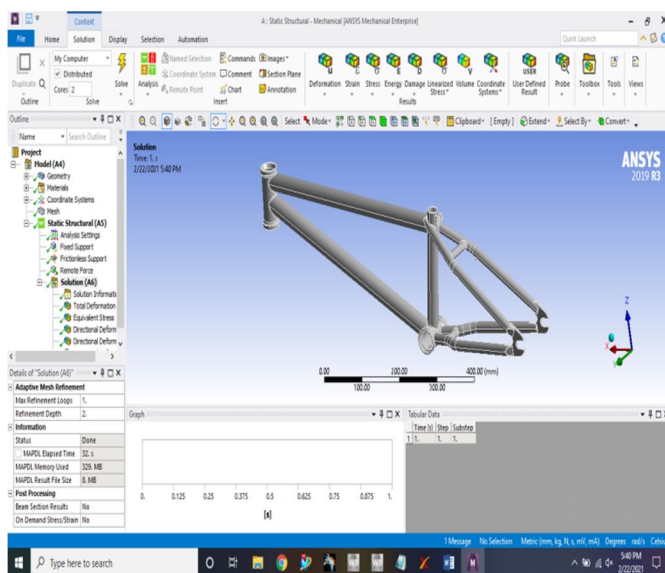 A : Static Structural - Mechanical [ANSYS Mechanical Enterprise]
Context
File Home Solution Display Selection Automation
Quick Launch
Duplicate
Outline
My Computer
Distributed
Cores 2
Solve
Solve
Analysis
Named Selection
Coordinate System
Remote Point
Commands
Comment
Chart
Images
Section Plane
Annotation
Insert
Deformation Strain Stress Energy Damage Linearized Stress Volume Coordinate Systems
Results
USER
User Defined Result
Probe
Toolbox
Tools
Views
Outline
Name
Search Outline
Select Mode
Clipboard [Empty] Extend Select By Convert
Project
Model (A4)
Geometry
Materials
Coordinate Systems
Mesh
Static Structural (A5)
Analysis Settings
Fixed Support
Frictionless Support
Remote Force
Solution (A6)
Solution Informatio
Total Deformation
Equivalent Stress
Directional Deform
Directional Deform
Solution
Time: 1. s
2/22/2021 5:40 PM
ANSYS
2019 R3
Z
X
Y
0.00 200.00 400.00 (mm)
100.00 300.00
Details of "Solution (A6)"
Adaptive Mesh Refinement
Max Refinement Loops 1.
Refinement Depth 2.
Information
Status Done
MAPDL Elapsed Time 32. s
MAPDL Memory Used 329. MB
MAPDL Result File Size 8. MB
Post Processing
Beam Section Results No
On Demand Stress/Strain No
Graph
0. 0.125 0.25 0.375 0.5 0.625 0.75 0.875 1.
[s]
Tabular Data
Time [s] Step Substep
1 1. 1. 1.
1 Message No Selection Metric (mm, kg, N, s, mV, mA) Degrees rad/s Celsiu
Type here to search
5:40 PM
2/22/2021